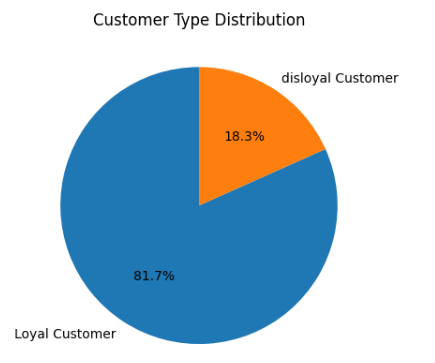 Customer Type Distribution
disloyal Customer
18.3%
81.7%
Loyal Customer